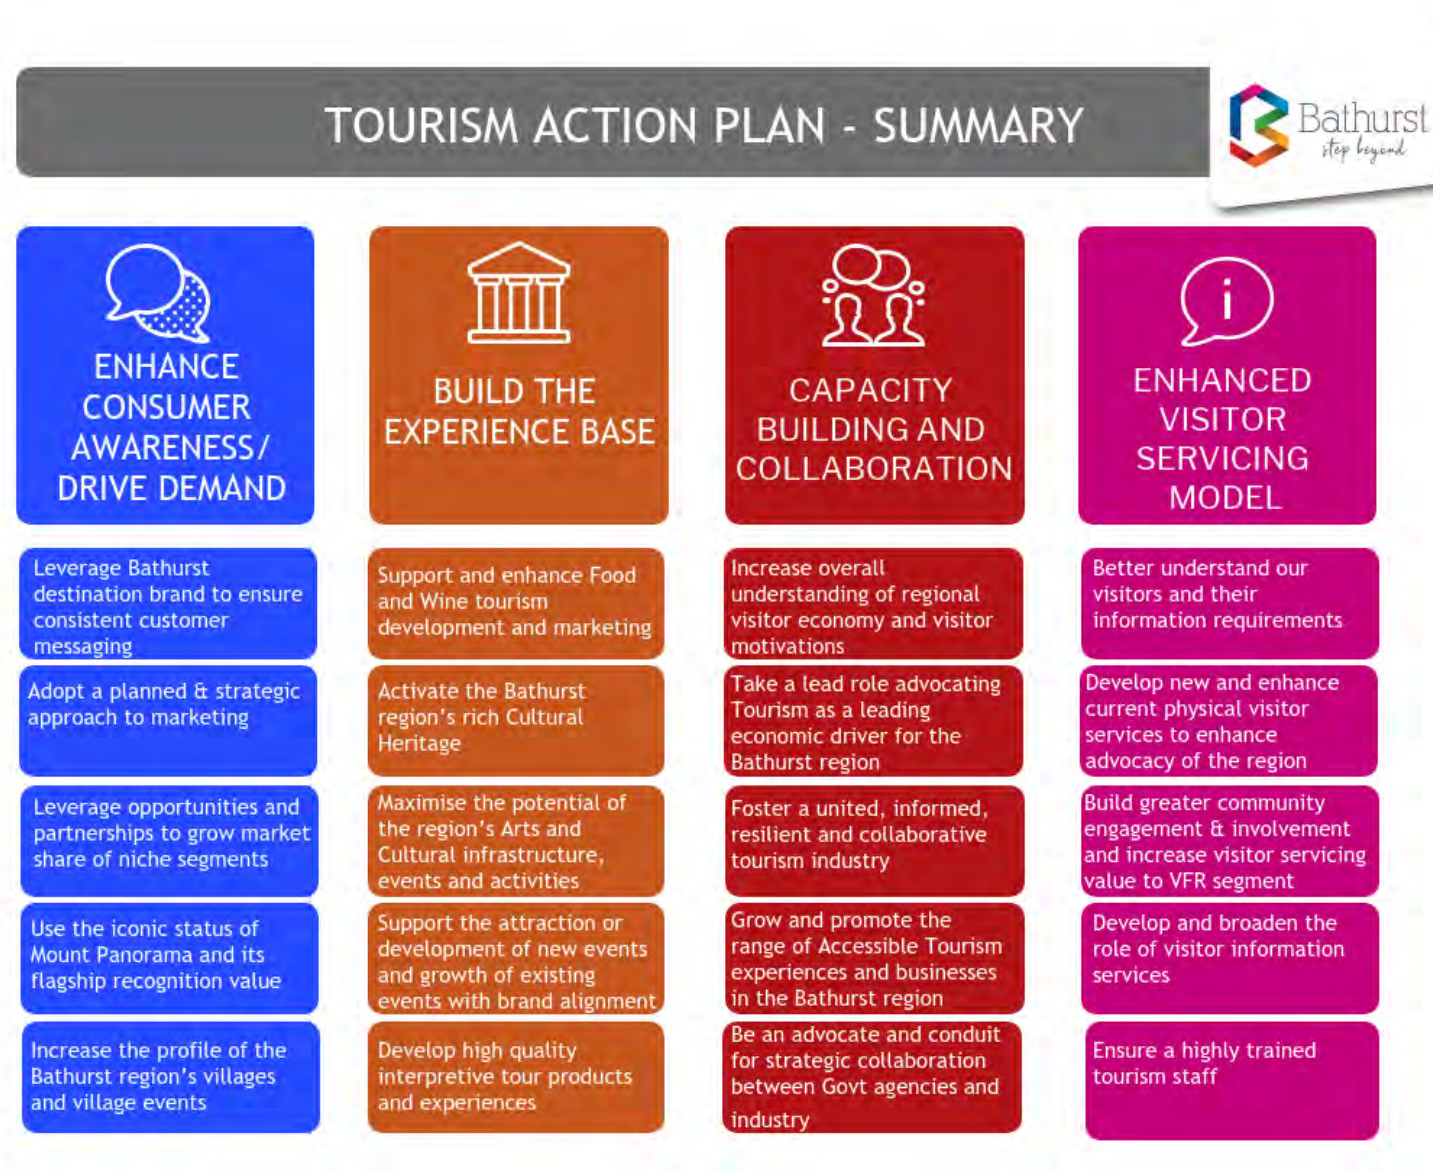 TOURISM ACTION PLAN - SUMMARY
Bathurst
step beyond
ENHANCE
CONSUMER
AWARENESS/
DRIVE DEMAND
Leverage Bathurst
destination brand to ensure
consistent customer
messaging
Adopt a planned & strategic
approach to marketing
Leverage opportunities and
partnerships to grow market
share of niche segments
Use the iconic status of
Mount Panorama and its
flagship recognition value
Increase the profile of the
Bathurst region's villages
and village events
BUILD THE
EXPERIENCE BASE
Support and enhance Food
and Wine tourism
development and marketing
Activate the Bathurst
region's rich Cultural
Heritage
Maximise the potential of
the region's Arts and
Cultural infrastructure,
events and activities
Support the attraction or
development of new events
and growth of existing
events with brand alignment
Develop high quality
interpretive tour products
and experiences
CAPACITY
BUILDING AND
COLLABORATION
Increase overall
understanding of regional
visitor economy and visitor
motivations
Take a lead role advocating
Tourism as a leading
economic driver for the
Bathurst region
Foster a united, informed,
resilient and collaborative
tourism industry
Grow and promote the
range of Accessible Tourism
experiences and businesses
in the Bathurst region
Be an advocate and conduit
for strategic collaboration
between Govt agencies and
industry
i
ENHANCED
VISITOR
SERVICING
MODEL
Better understand our
visitors and their
information requirements
Develop new and enhance
current physical visitor
services to enhance
advocacy of the region
Build greater community
engagement & involvement
and increase visitor servicing
value to VFR segment
Develop and broaden the
role of visitor information
services
Ensure a highly trained
tourism staff